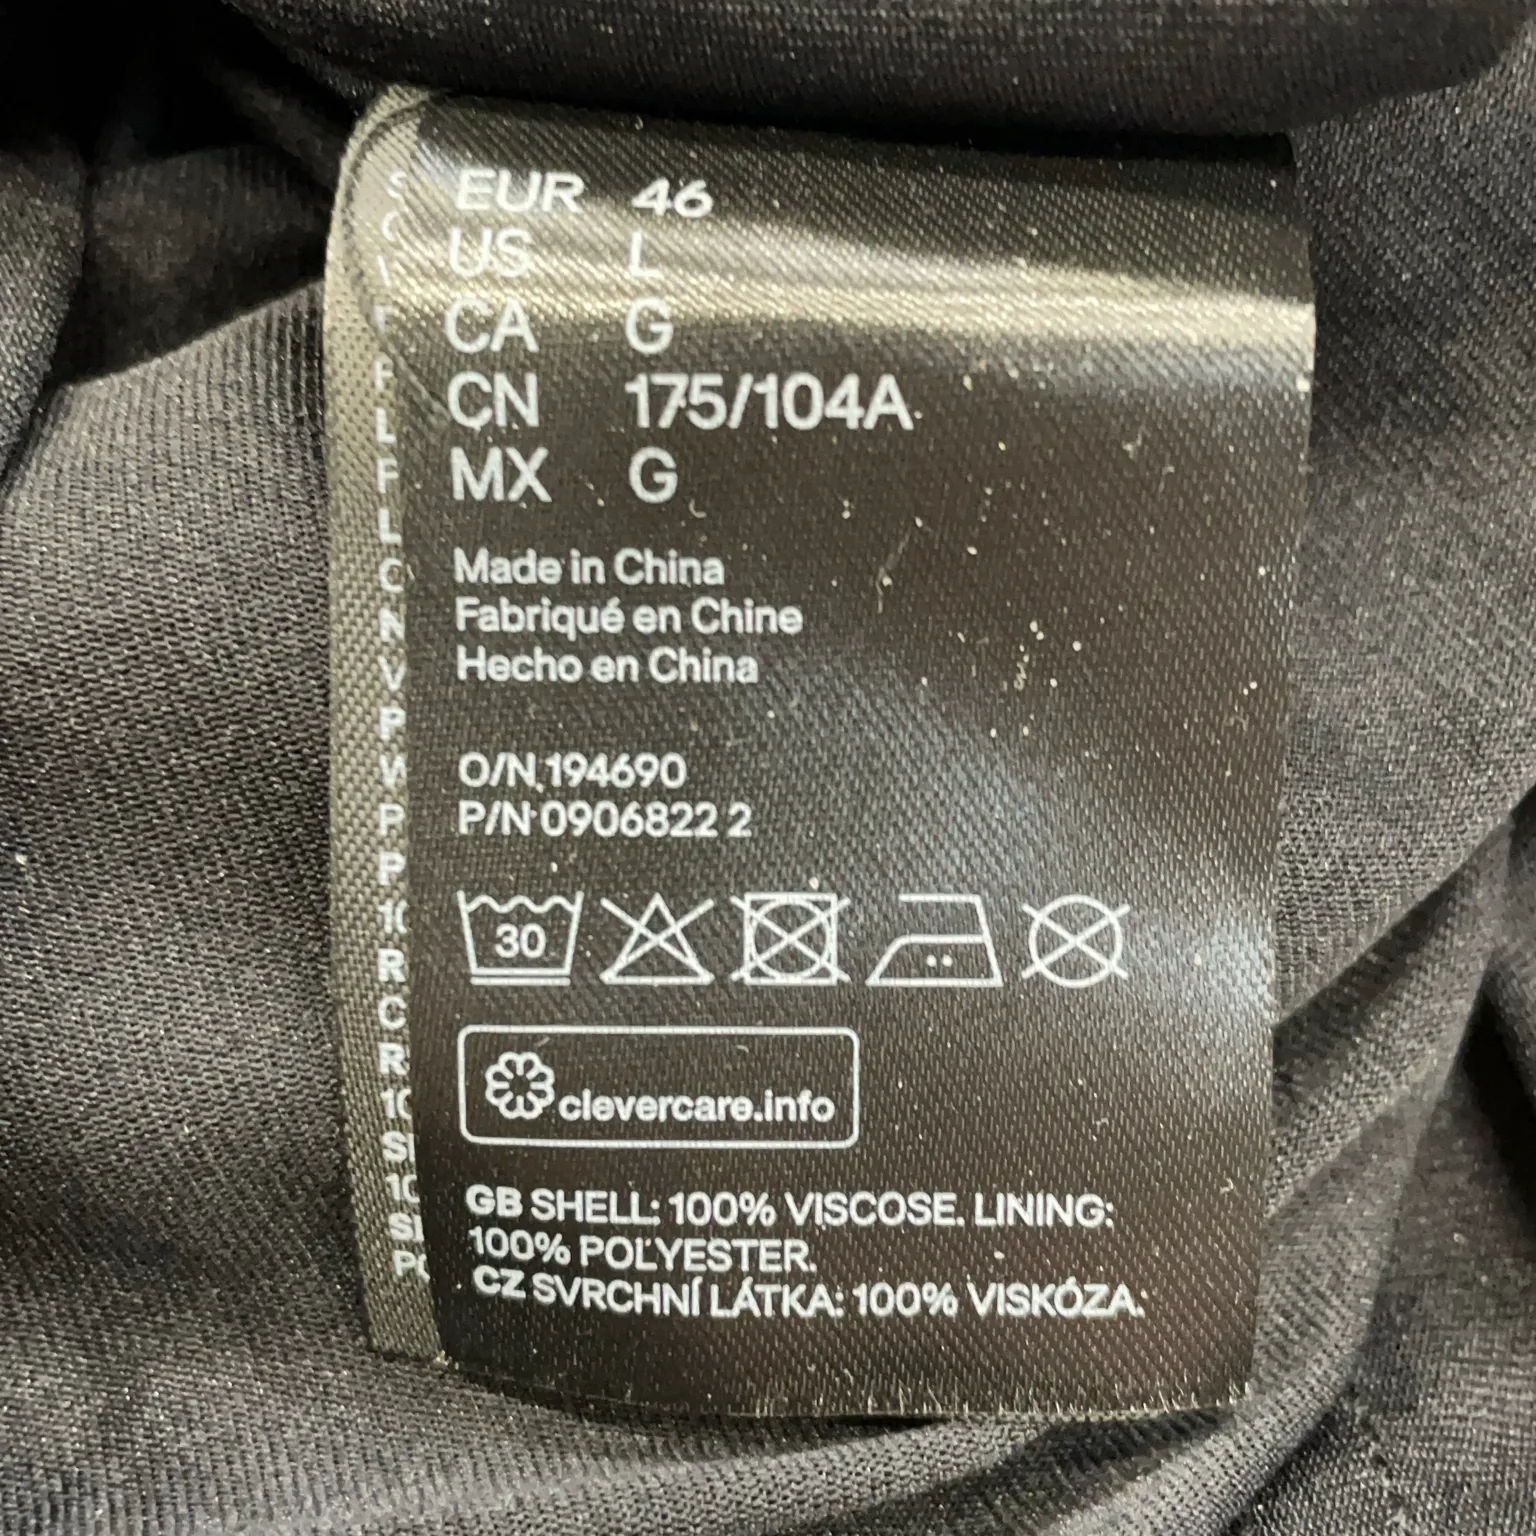 EUR 46
US L
CA G
CN 175/104A
MX G
Made in China
Fabriqué en Chine
Hecho en China
O/N 194690
P/N 0906822 2
30
clevercare.info
GB SHELL: 100% VISCOSE. LINING:
100% POLYESTER.
CZ SVRCHNÍ LÁTKA: 100% VISKÓZA.